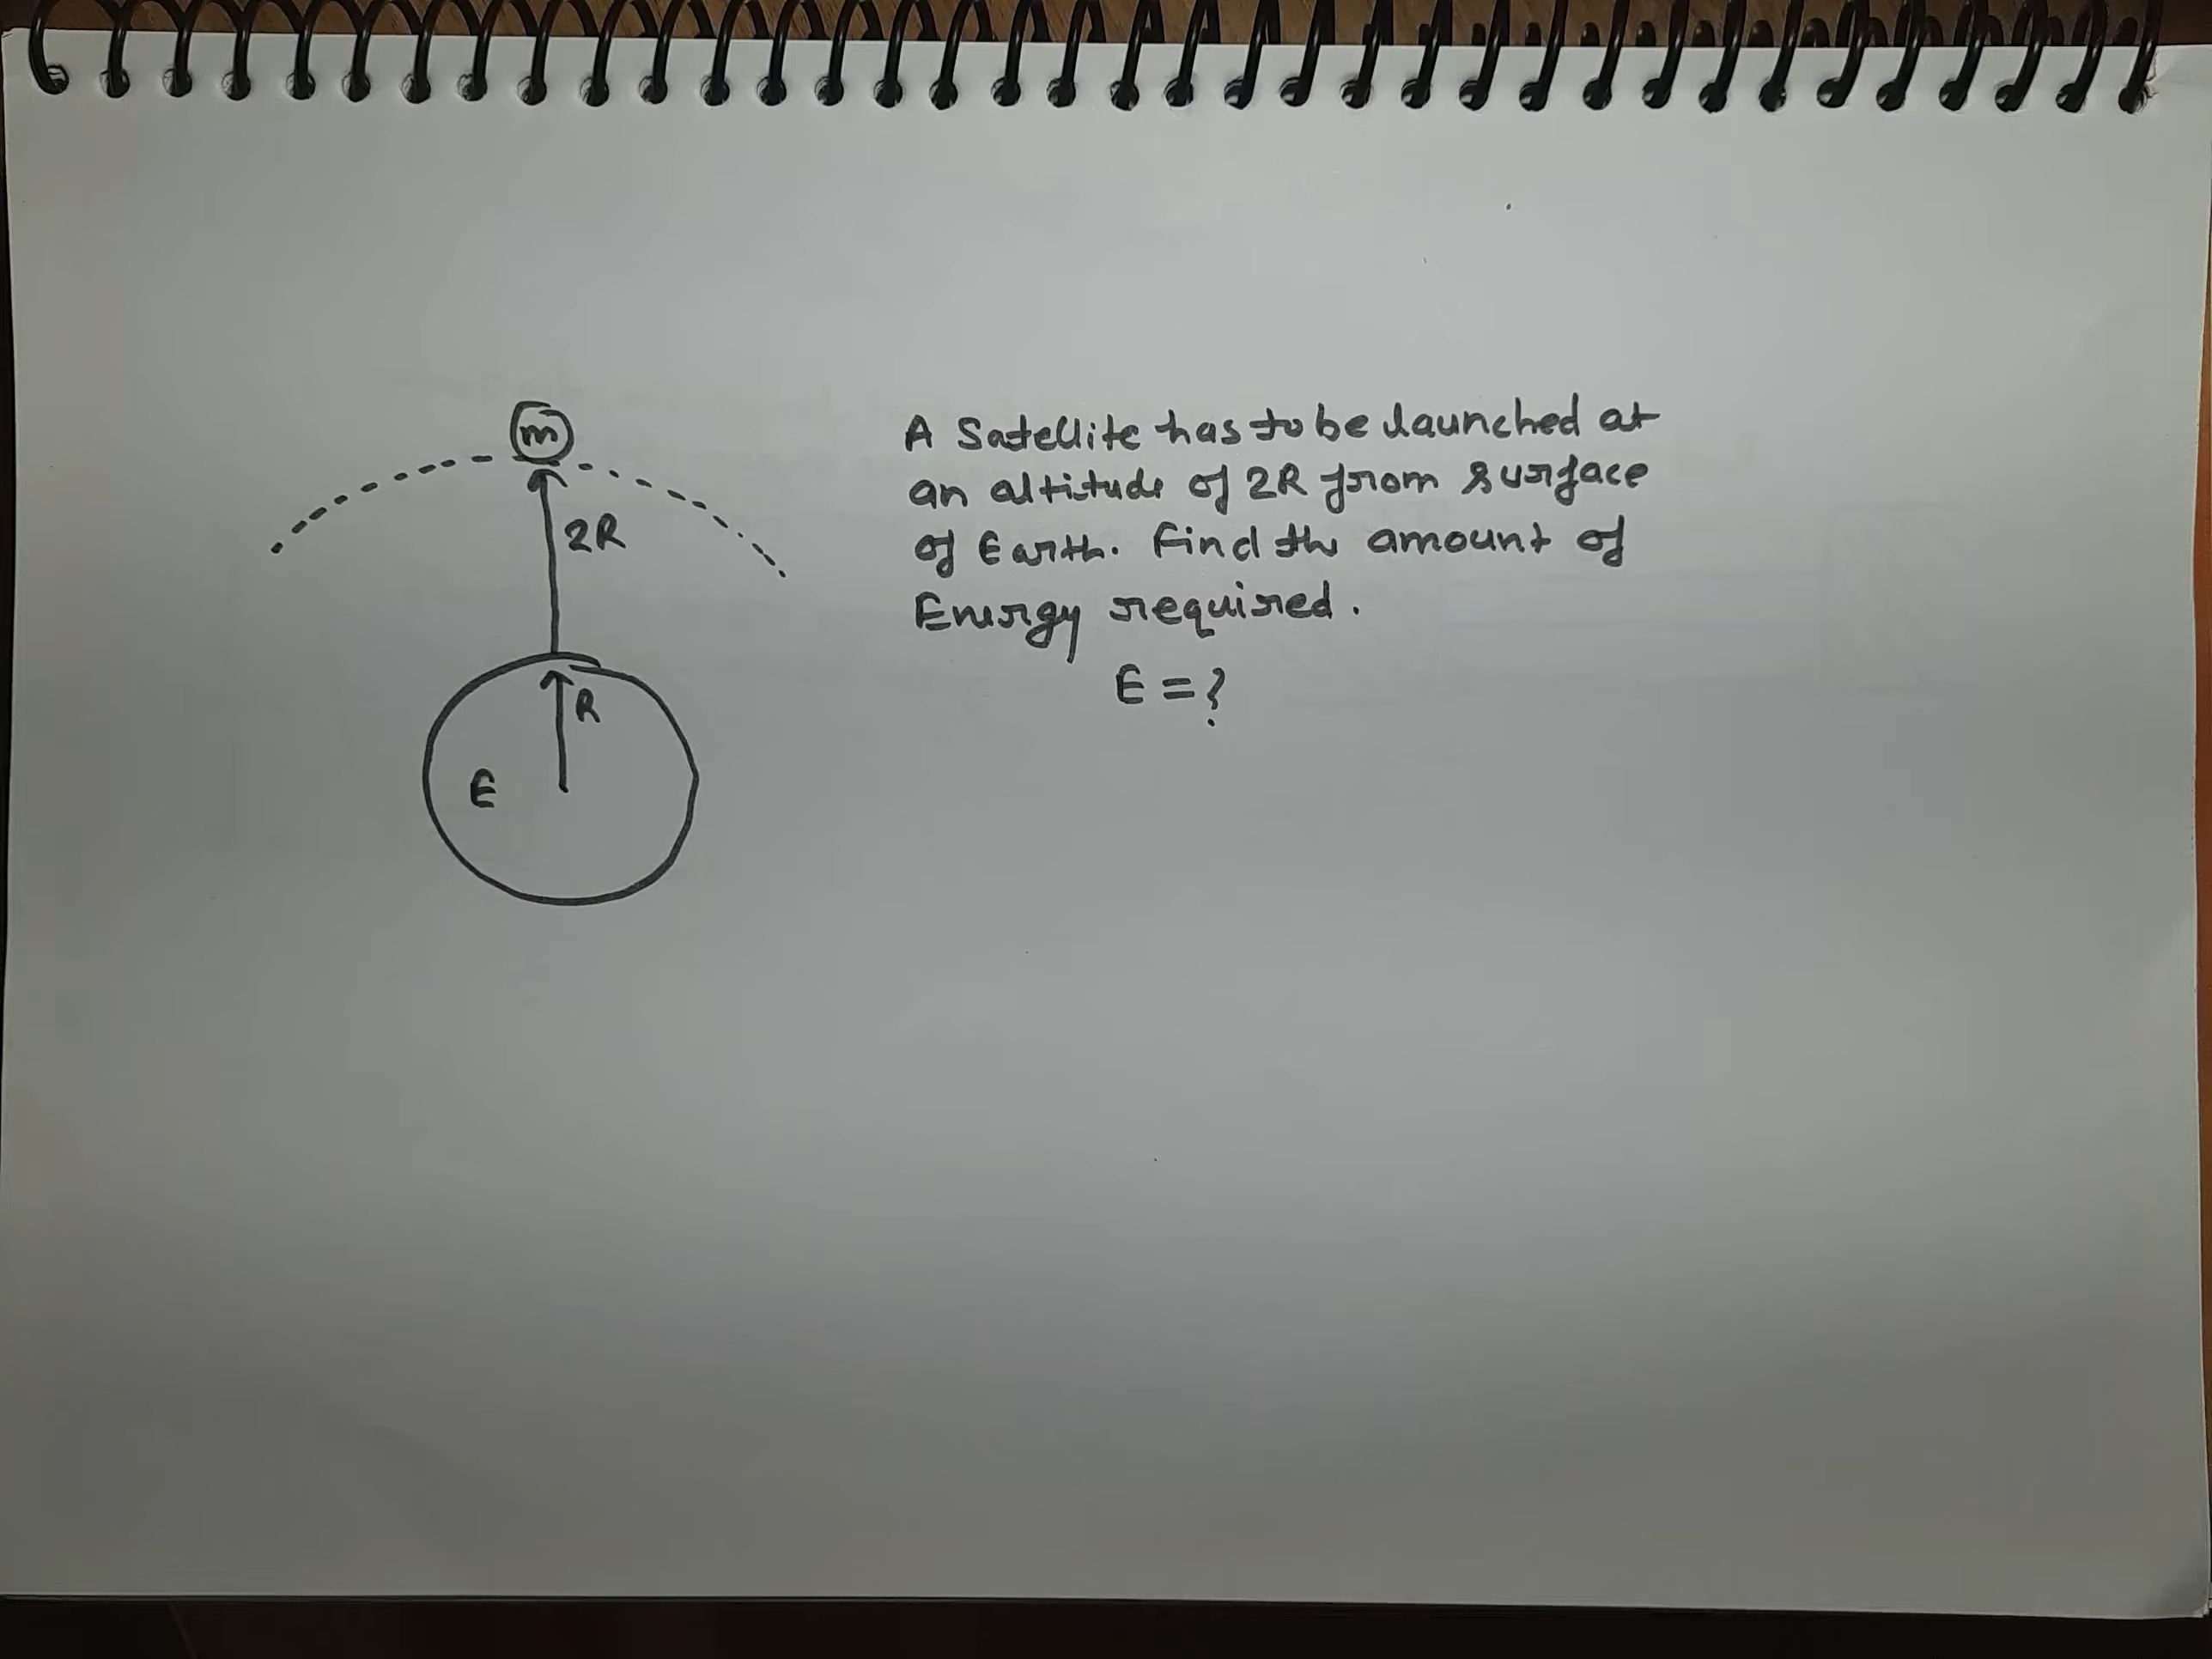 m
2R
R
E
A Satellite has to be launched at
an altitude of 2R from surface
of Earth. Find the amount of
Energy required.
E = ?